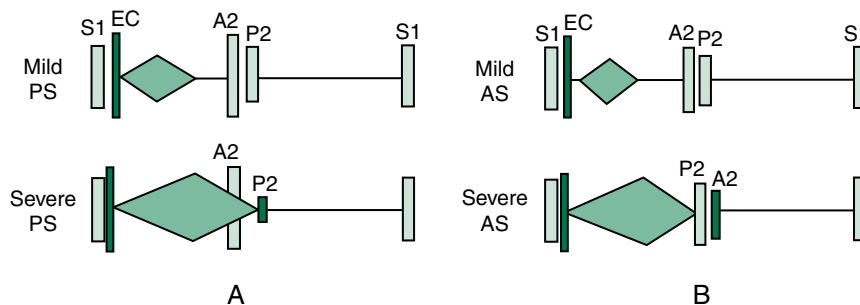 S1 EC A2 P2 S1
Mild
PS
A2
Severe
PS
P2
A
S1 EC A2 P2 S
Mild
AS
P2 A2
Severe
AS
B